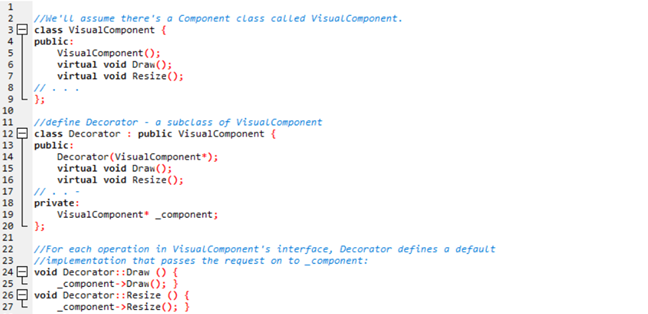 1
2 //We'll assume there's a Component class called VisualComponent.
3 class VisualComponent {
4 public:
5 VisualComponent();
6 virtual void Draw();
7 virtual void Resize();
8 // . . .
9 };
10
11 //define Decorator - a subclass of VisualComponent
12 class Decorator : public VisualComponent {
13 public:
14 Decorator(VisualComponent*);
15 virtual void Draw();
16 virtual void Resize();
17 // . . -
18 private:
19 VisualComponent* _component;
20 };
21
22 //For each operation in VisualComponent's interface, Decorator defines a default
23 //implementation that passes the request on to _component:
24 void Decorator::Draw () {
25 _component->Draw(); }
26 void Decorator::Resize () {
27 _component->Resize(); }